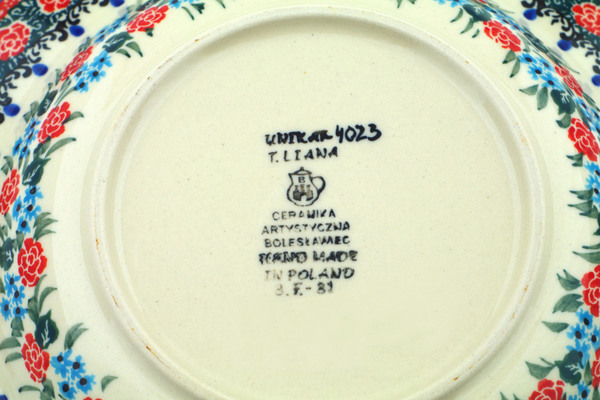 UNIKAT 4023
T. LIANA
B
CERAMIKA
ARTYSTYCZNA
BOLESŁAWIEC
HAND MADE
IN POLAND